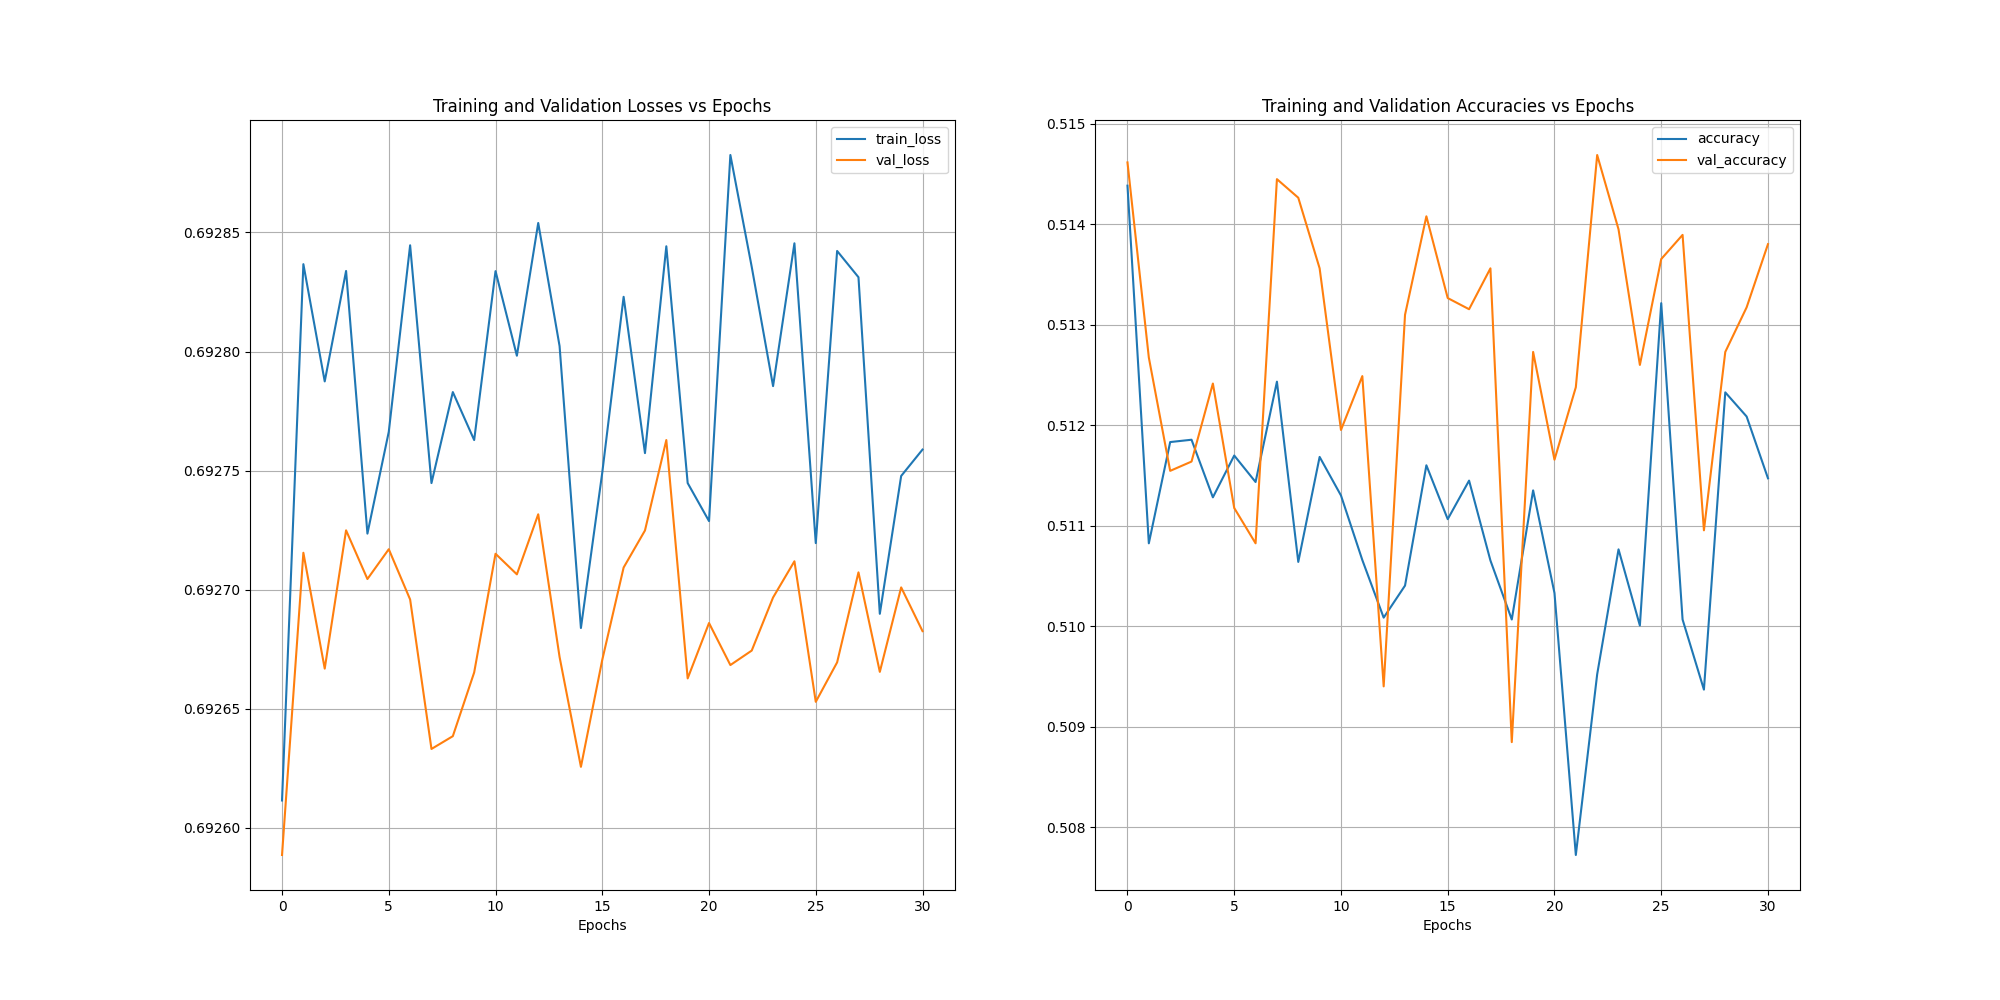 Training and Validation Losses vs Epochs
train_loss
val_loss
0.69285
0.69280
0.69275
0.69270
0.69265
0.69260
0 5 10 15 20 25 30
Epochs
Training and Validation Accuracies vs Epochs
accuracy
val_accuracy
0.515
0.514
0.513
0.512
0.511
0.510
0.509
0.508
0 5 10 15 20 25 30
Epochs